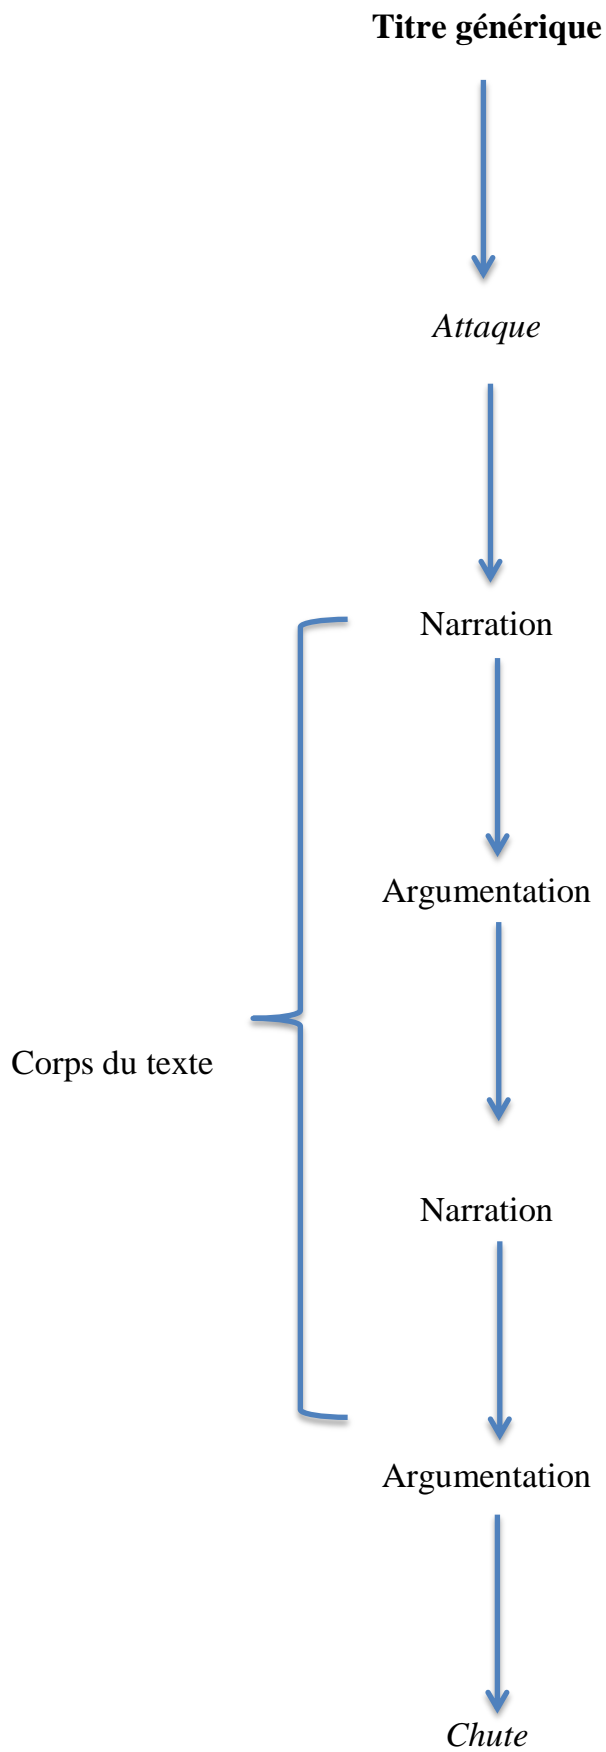 Titre générique
Attaque
Narration
Argumentation
Corps du texte
Narration
Argumentation
Chute